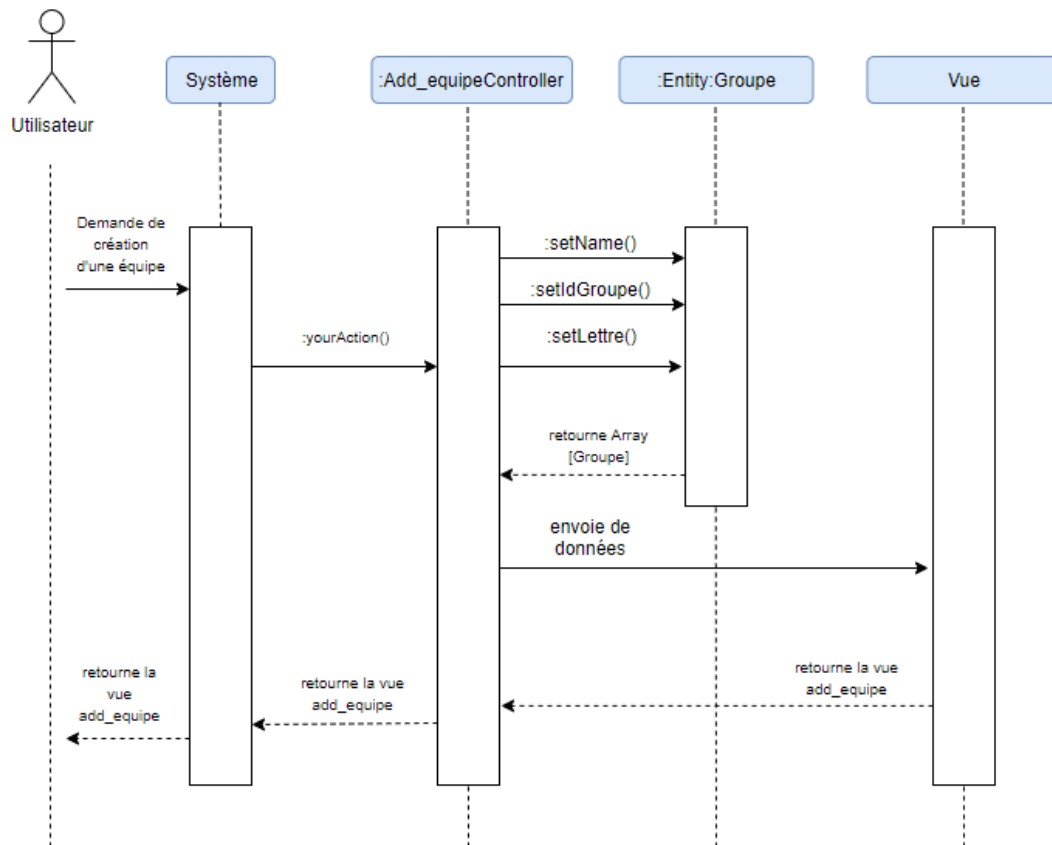 Utilisateur
Système
:Add_equipeController
:Entity:Groupe
Vue
Demande de
création
d'une équipe
:setName()
:setIdGroupe()
:yourAction()
:setLettre()
retourne Array
[Groupe]
envoie de
données
retourne la vue
add_equipe
retourne la vue
add_equipe
retourne la
vue
add_equipe